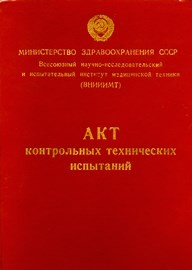 МИНИСТЕРСТВО ЗДРАВООХРАНЕНИЯ СССР
Всесоюзный научно-исследовательский
и испытательный институт медицинской техники
(ВНИИИМТ)
АКТ
контрольных технических
испытаний